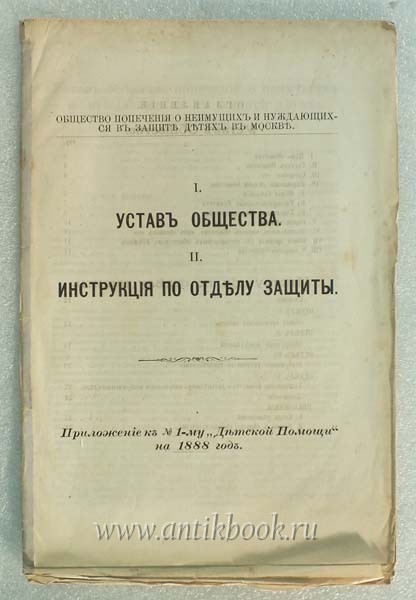 ОБЩЕСТВО ПОПЕЧЕНІЯ О НЕИМУЩИХЪ И НУЖДАЮЩИХ-
СЯ ВЪ ЗАЩИТѢ ДѢТЯХЪ ВЪ МОСКВѢ.
I.
УСТАВЪ ОБЩЕСТВА.
II.
ИНСТРУКЦІЯ ПО ОТДѢЛУ ЗАЩИТЫ.
Приложеніе къ № 1-му „Дѣтской Помощи“
на 1888 годъ.
www.antikbook.ru